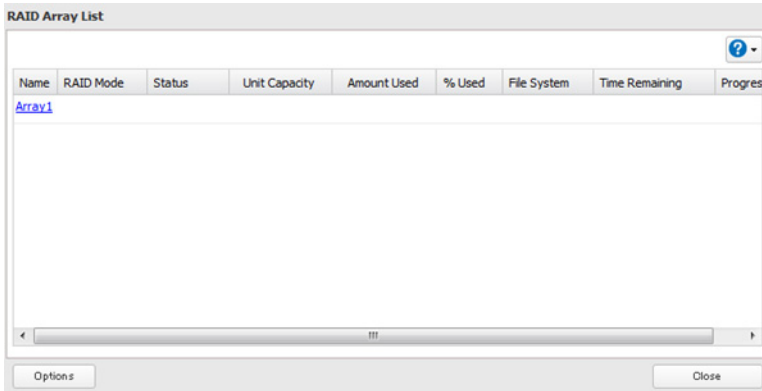 RAID Array List
?
Name RAID Mode Status Unit Capacity Amount Used % Used File System Time Remaining Progres
Array1
Options Close